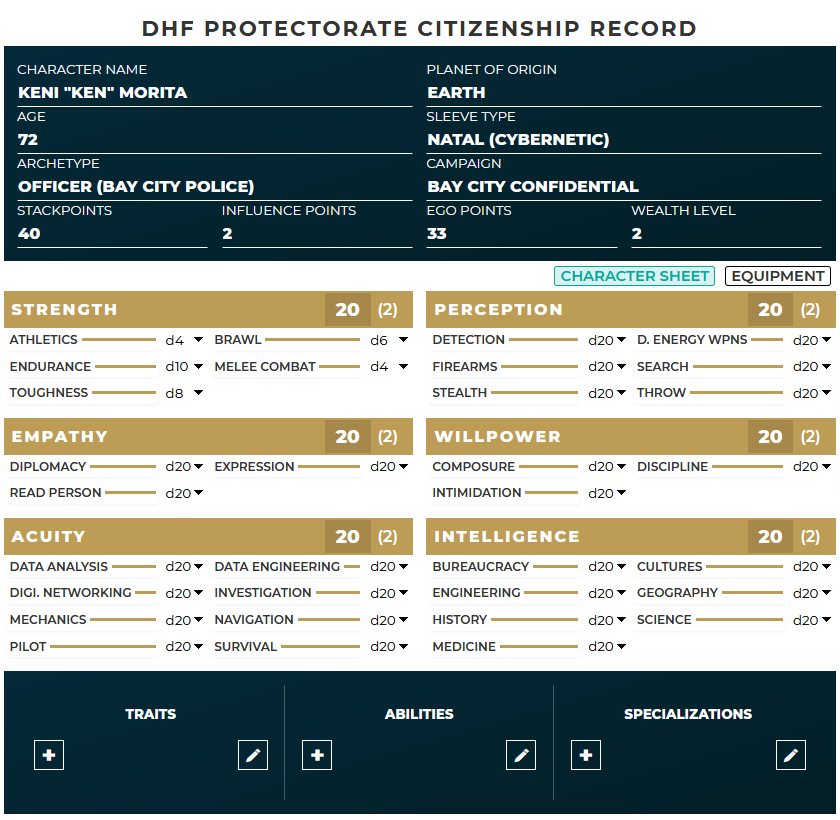 DHF PROTECTORATE CITIZENSHIP RECORD
CHARACTER NAME
KENI "KEN" MORITA
PLANET OF ORIGIN
EARTH
AGE
72
SLEEVE TYPE
NATAL (CYBERNETIC)
ARCHETYPE
OFFICER (BAY CITY POLICE)
CAMPAIGN
BAY CITY CONFIDENTIAL
STACKPOINTS
40
INFLUENCE POINTS
2
EGO POINTS
33
WEALTH LEVEL
2
CHARACTER SHEET
EQUIPMENT
STRENGTH 20 (2)
ATHLETICS d4 BRAWL d6
ENDURANCE d10 MELEE COMBAT d4
TOUGHNESS d8
PERCEPTION 20 (2)
DETECTION d20 D. ENERGY WPNS d20
FIREARMS d20 SEARCH d20
STEALTH d20 THROW d20
EMPATHY 20 (2)
DIPLOMACY d20 EXPRESSION d20
READ PERSON d20
WILLPOWER 20 (2)
COMPOSURE d20 DISCIPLINE d20
INTIMIDATION d20
ACUITY 20 (2)
DATA ANALYSIS d20 DATA ENGINEERING d20
DIGI. NETWORKING d20 INVESTIGATION d20
MECHANICS d20 NAVIGATION d20
PILOT d20 SURVIVAL d20
INTELLIGENCE 20 (2)
BUREAUCRACY d20 CULTURES d20
ENGINEERING d20 GEOGRAPHY d20
HISTORY d20 SCIENCE d20
MEDICINE d20
TRAITS
ABILITIES
SPECIALIZATIONS